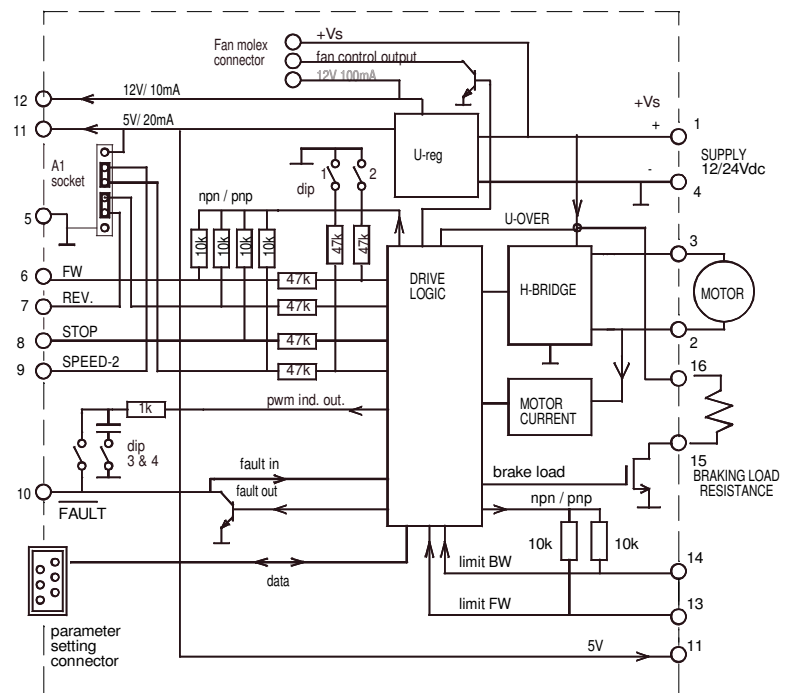 Fan molex
connector
+Vs
fan control output
12V 100mA
12
12V/ 10mA
11
5V/ 20mA
U-reg
+Vs
1
+
SUPPLY
12/24Vdc
-
4
A1
socket
dip
1
2
npn / pnp
10k
10k
10k
10k
47k
47k
U-OVER
5
6
FW
47k
7
REV.
47k
8
STOP
47k
9
SPEED-2
47k
DRIVE
LOGIC
H-BRIDGE
3
MOTOR
2
16
MOTOR
CURRENT
1k
pwm ind. out.
dip
3 & 4
fault in
fault out
10
FAULT
brake load
15
BRAKING LOAD
RESISTANCE
npn / pnp
10k
10k
data
limit BW
14
limit FW
13
5V
11
parameter
setting
connector